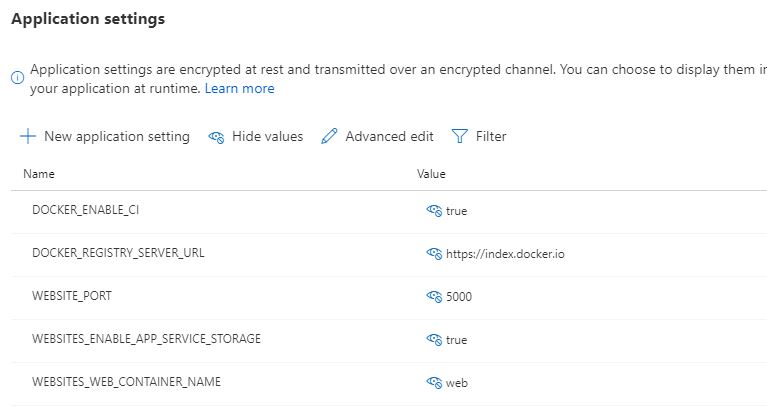 Application settings
Application settings are encrypted at rest and transmitted over an encrypted channel. You can choose to display them in
your application at runtime. Learn more
New application setting Hide values Advanced edit Filter
Name Value
DOCKER_ENABLE_CI true
DOCKER_REGISTRY_SERVER_URL https://index.docker.io
WEBSITE_PORT 5000
WEBSITES_ENABLE_APP_SERVICE_STORAGE true
WEBSITES_WEB_CONTAINER_NAME web